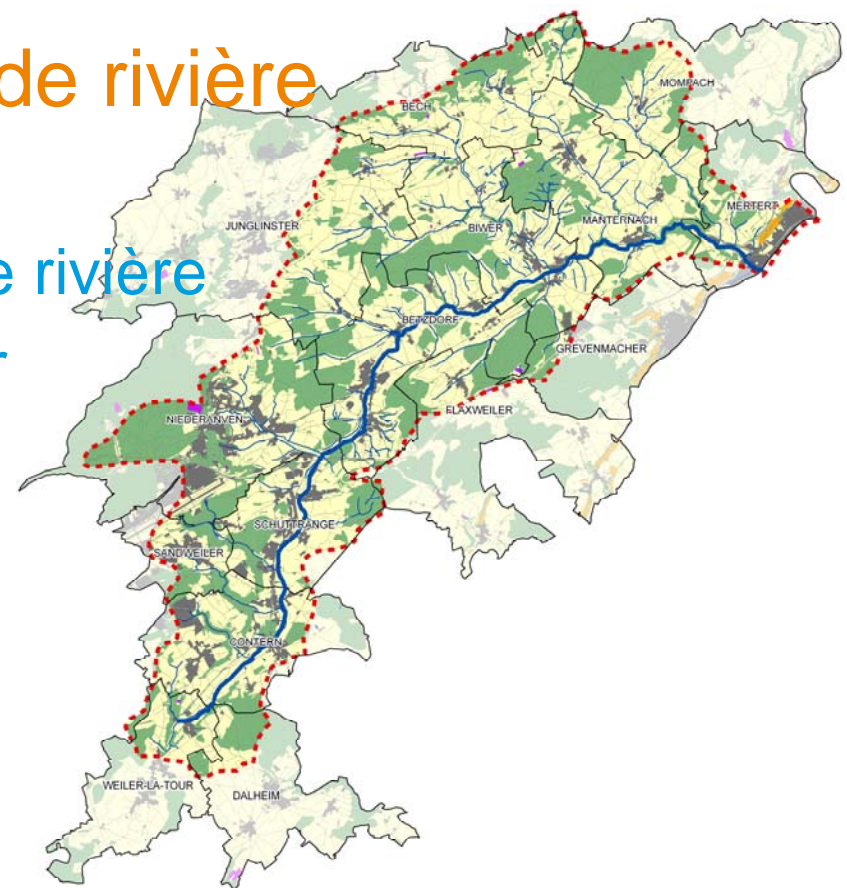 de rivière
e rivière
r
BECH
MOMPACH
JUNGLINSTER
MERTERT
BIWER
MANTERNACH
BETZDORF
GREVENMACHER
NIEDERANVEN
FLAXWEILER
SCHUTTRANGE
SANDWEILER
CONTERN
WEILER-LA-TOUR
DALHEIM